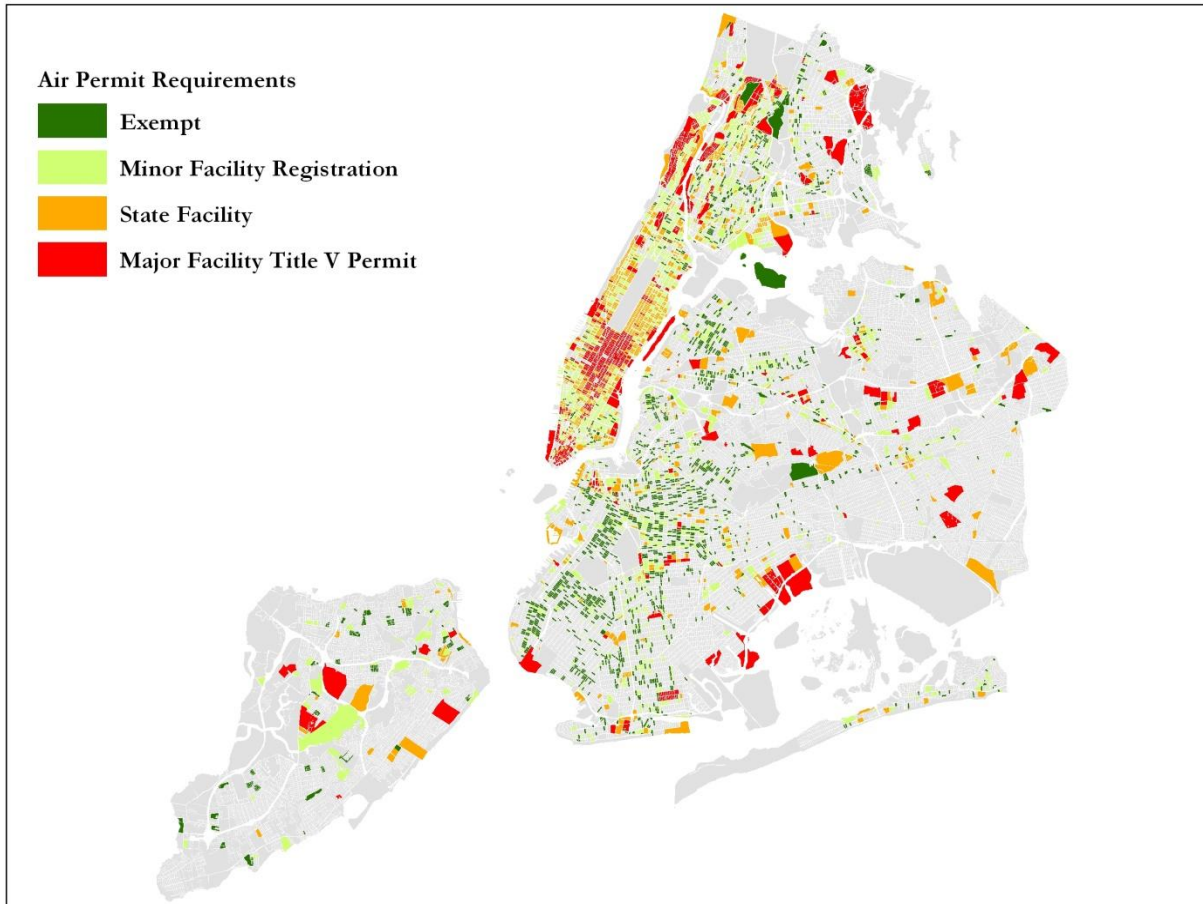 Air Permit Requirements
Exempt
Minor Facility Registration
State Facility
Major Facility Title V Permit